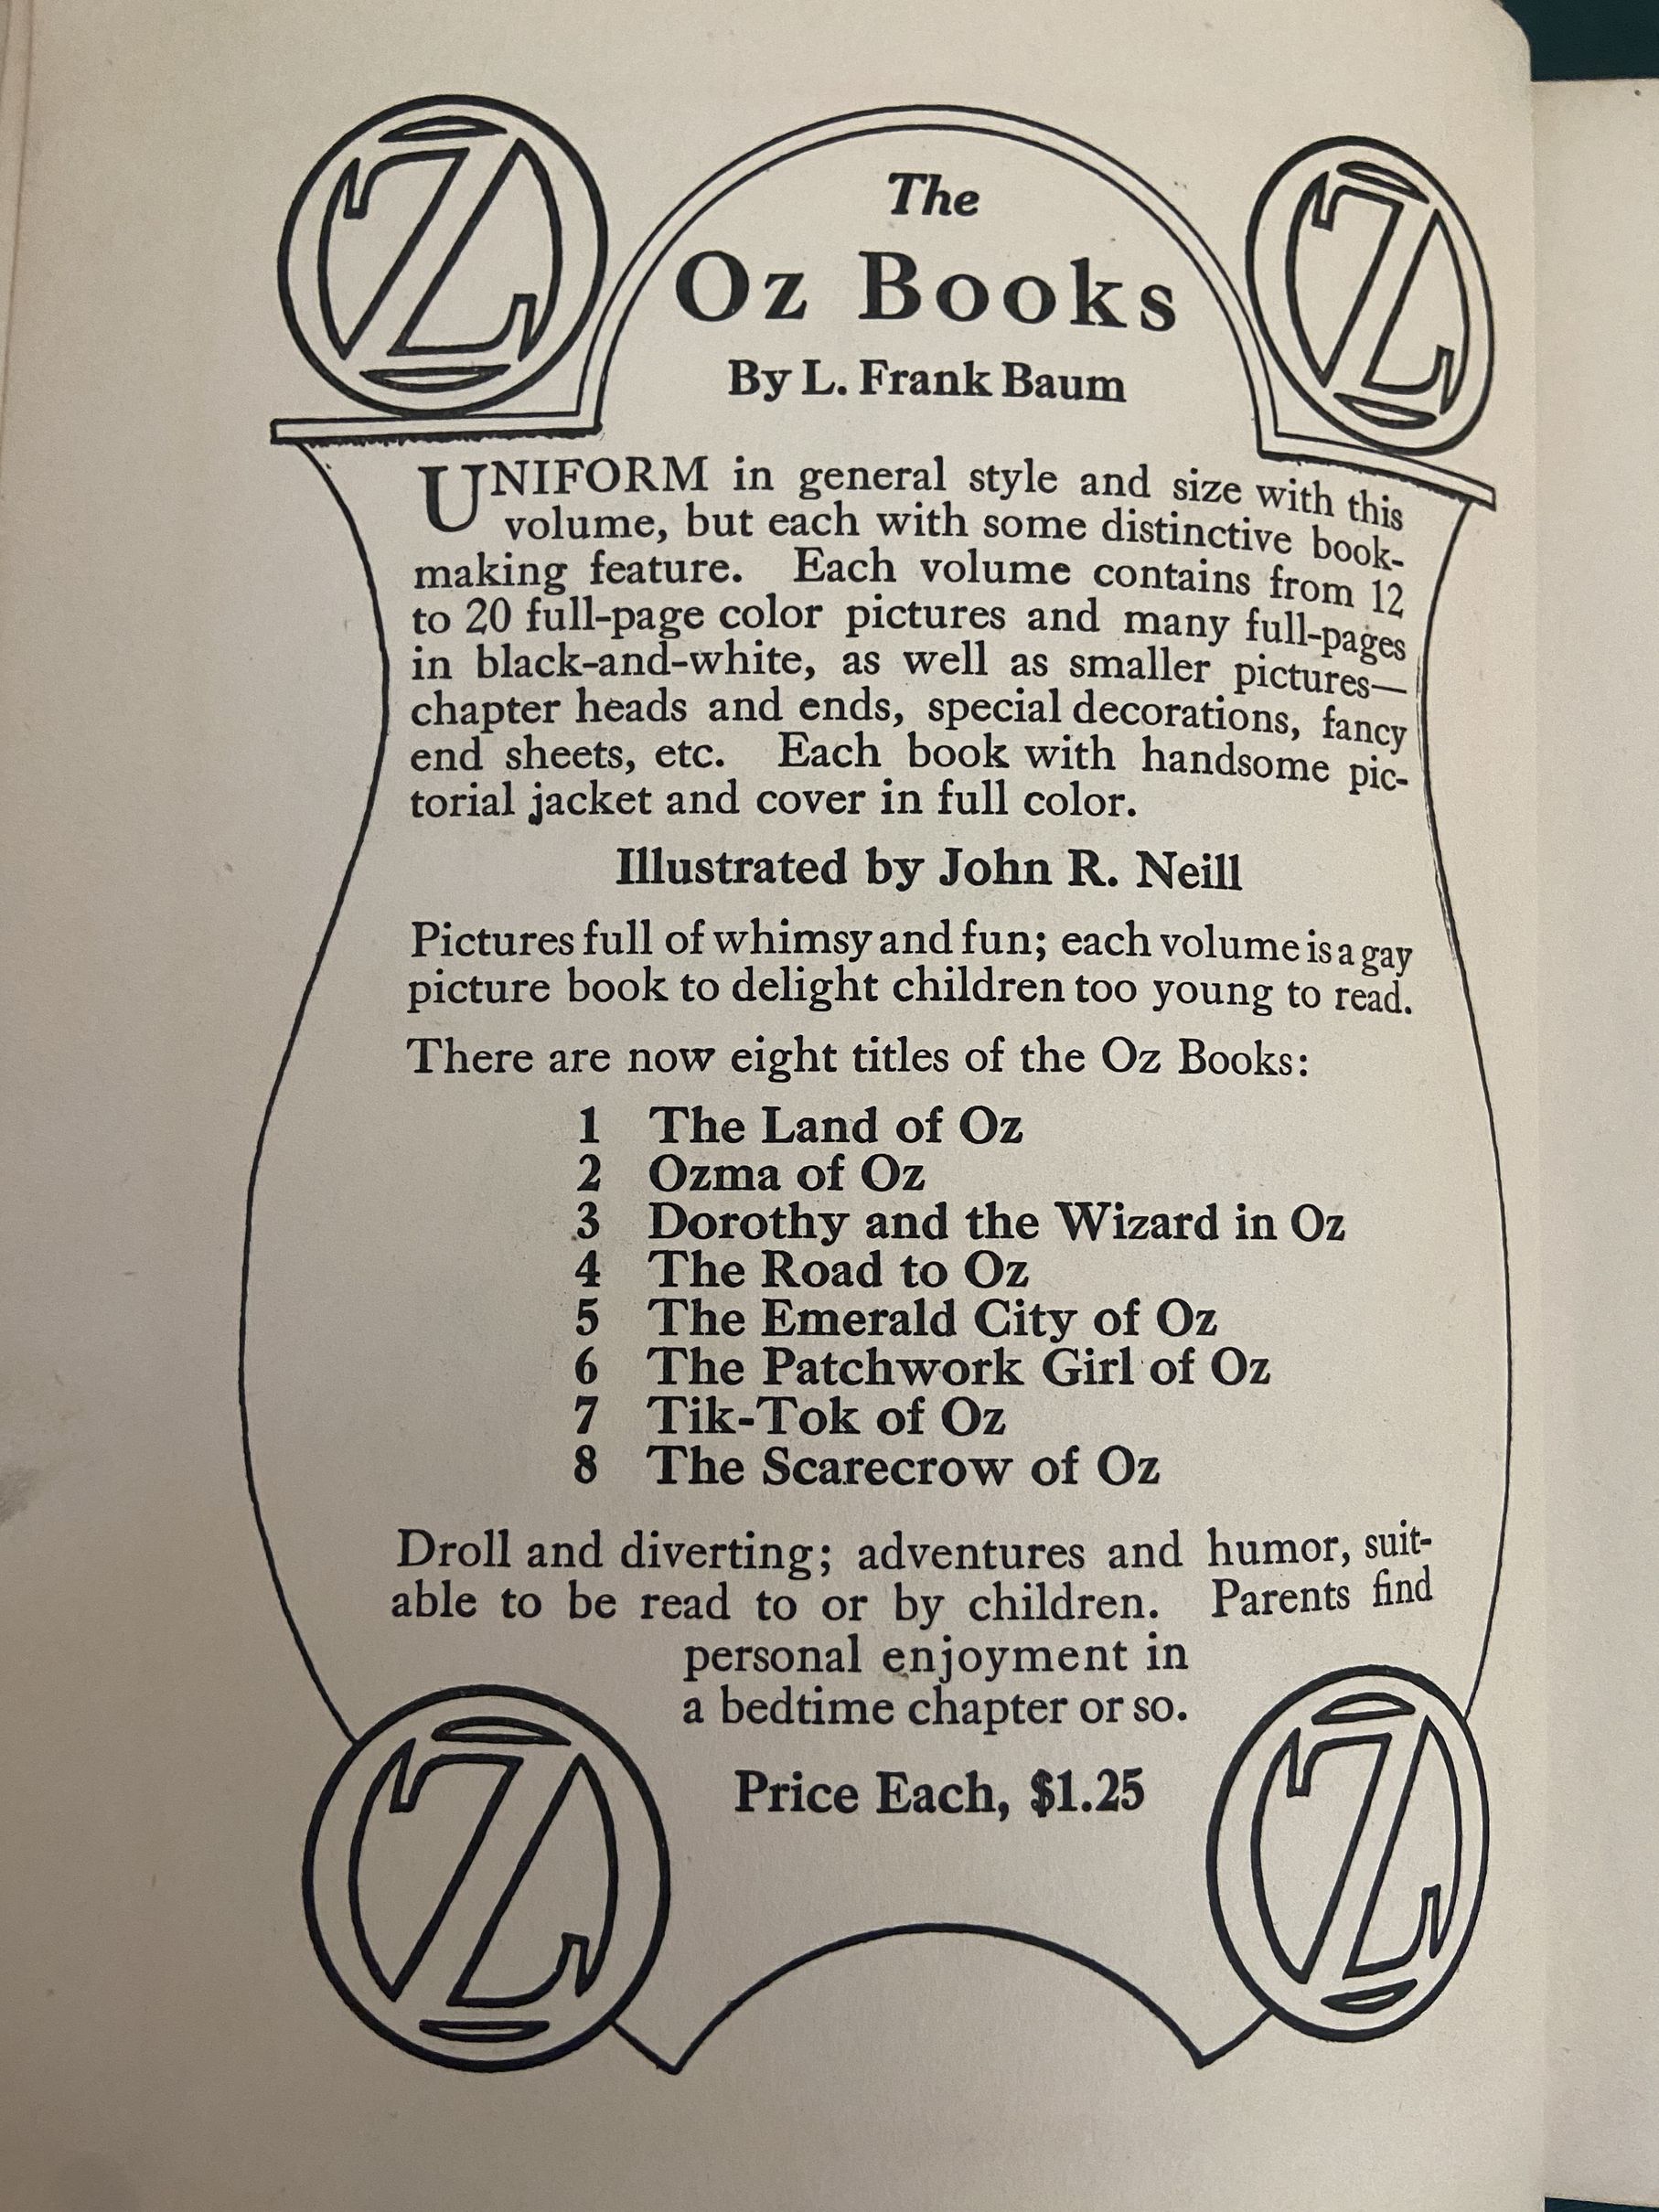 The
Oz Books
By L. Frank Baum
UNIFORM in general style and size with this
volume, but each with some distinctive book-
making feature. Each volume contains from 12
to 20 full-page color pictures and many full-pages
in black-and-white, as well as smaller pictures—
chapter heads and ends, special decorations, fancy
end sheets, etc. Each book with handsome pic-
torial jacket and cover in full color.
Illustrated by John R. Neill
Pictures full of whimsy and fun; each volume is a gay
picture book to delight children too young to read.
There are now eight titles of the Oz Books:
1 The Land of Oz
2 Ozma of Oz
3 Dorothy and the Wizard in Oz
4 The Road to Oz
5 The Emerald City of Oz
6 The Patchwork Girl of Oz
7 Tik-Tok of Oz
8 The Scarecrow of Oz
Droll and diverting; adventures and humor, suit-
able to be read to or by children. Parents find
personal enjoyment in
a bedtime chapter or so.
Price Each, $1.25
OZ
OZ
OZ
OZ